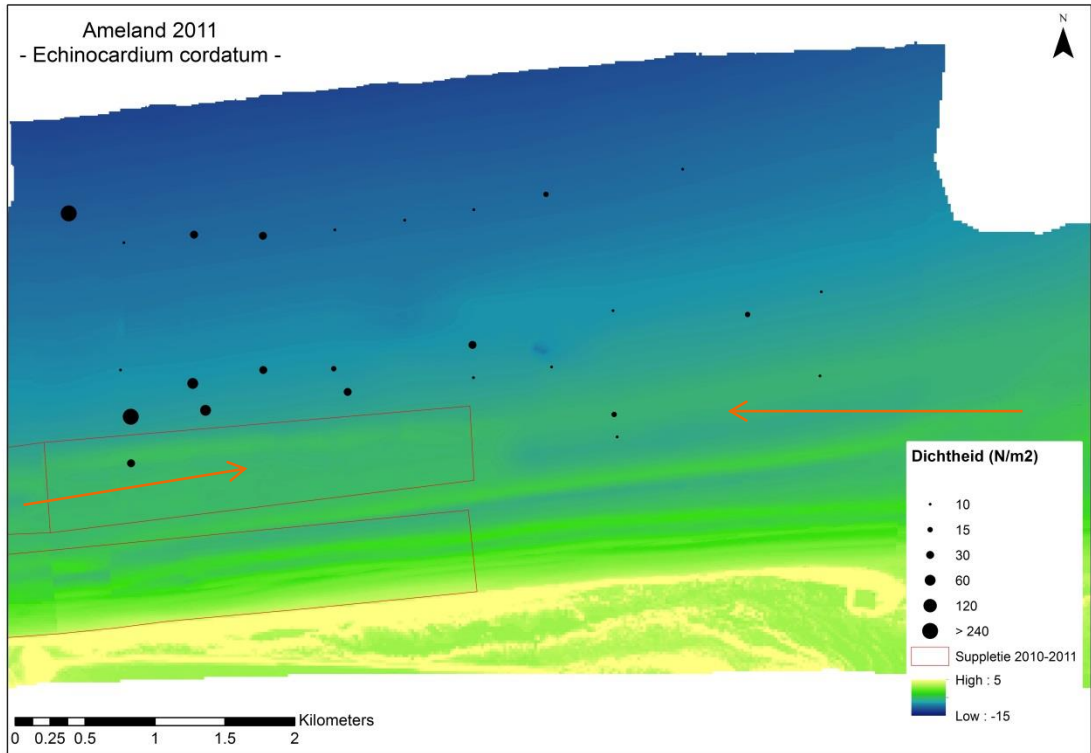 Ameland 2011
- Echinocardium cordatum -
N
Dichtheid (N/m2)
10
15
30
60
120
> 240
Suppletie 2010-2011
High : 5
Low : -15
Kilometers
0 0.25 0.5 1 1.5 2